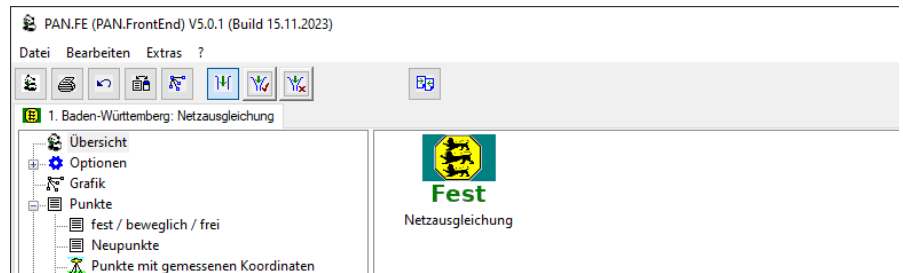 PAN.FE (PAN.FrontEnd) V5.0.1 (Build 15.11.2023)
Datei Bearbeiten Extras ?
1. Baden-Württemberg: Netzausgleichung
Übersicht
Optionen
Grafik
Punkte
fest / beweglich / frei
Neupunkte
Punkte mit gemessenen Koordinaten
Fest
Netzausgleichung